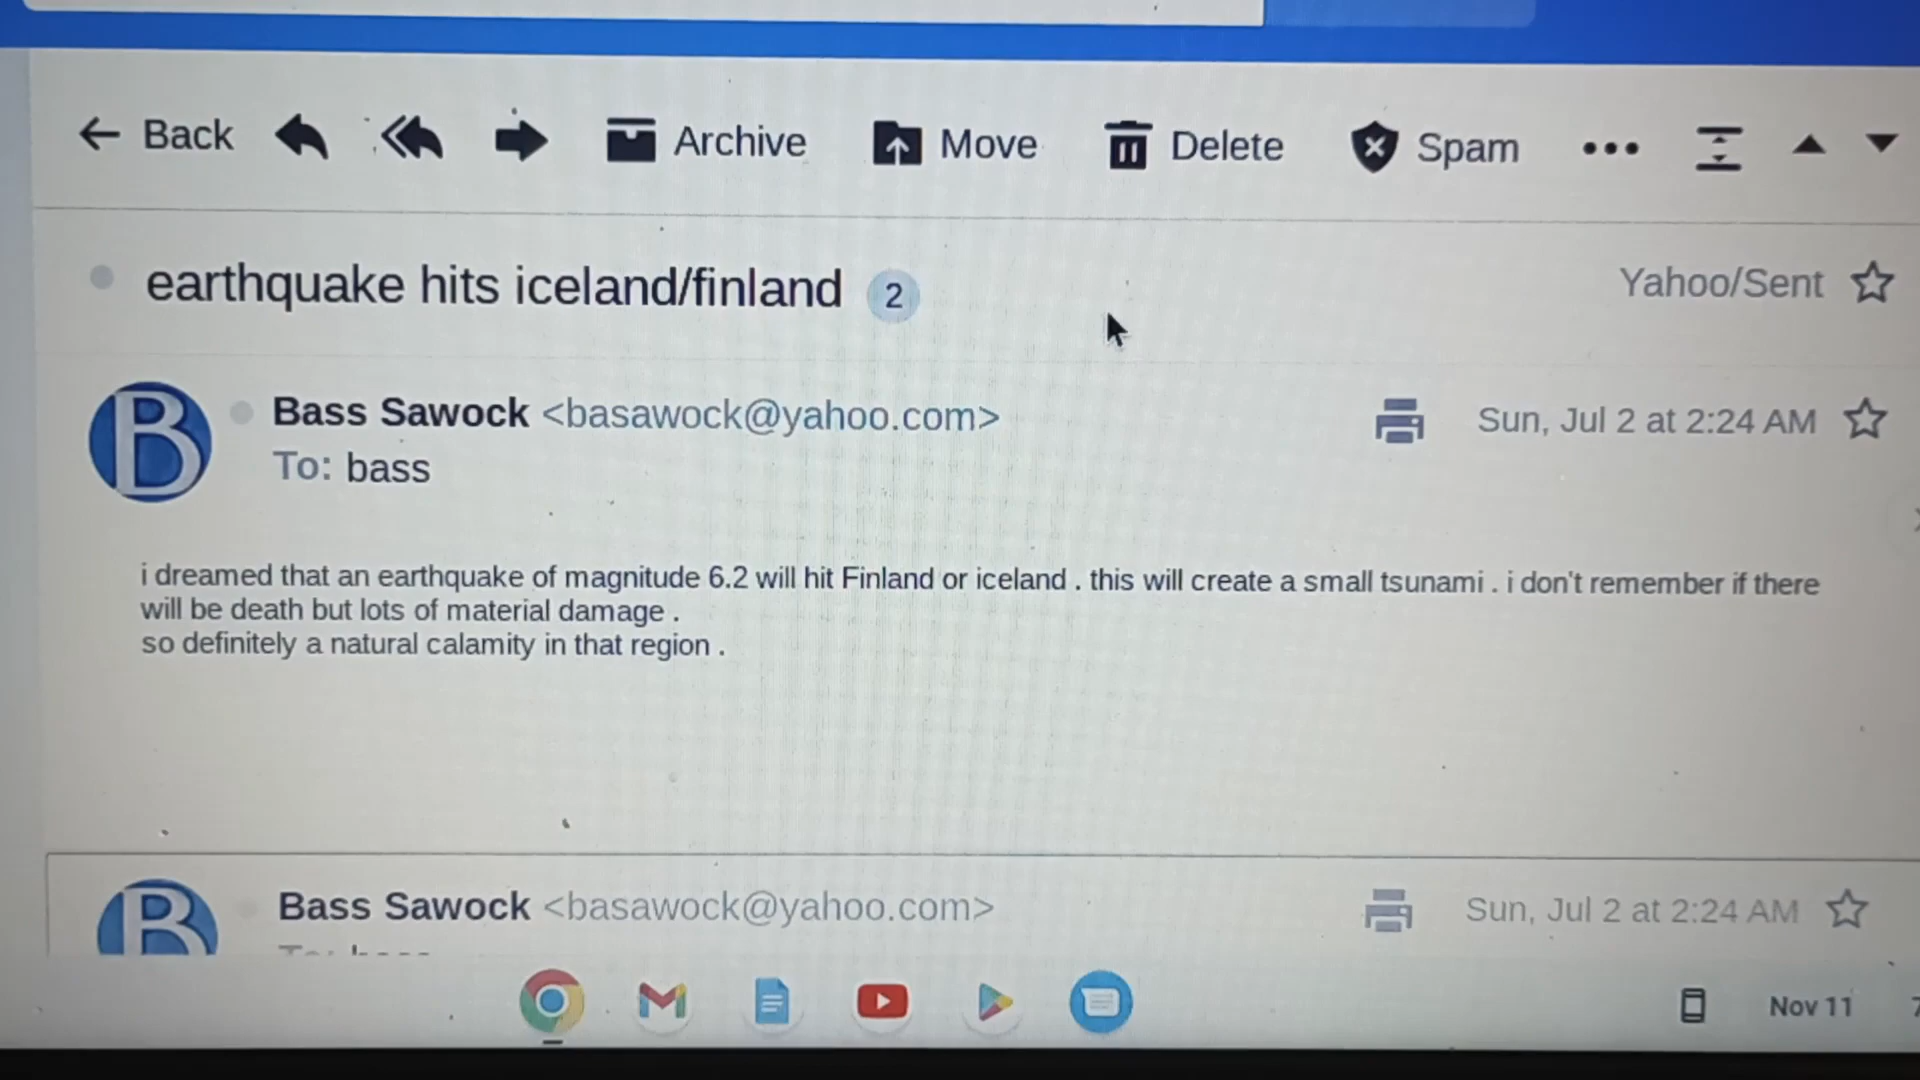 Back Archive Move Delete Spam
earthquake hits iceland/finland 2 Yahoo/Sent
Bass Sawock <basawock@yahoo.com> Sun, Jul 2 at 2:24 AM
To: bass
i dreamed that an earthquake of magnitude 6.2 will hit Finland or iceland . this will create a small tsunami . i don't remember if there
will be death but lots of material damage .
so definitely a natural calamity in that region .
Bass Sawock <basawock@yahoo.com> Sun, Jul 2 at 2:24 AM
Nov 11